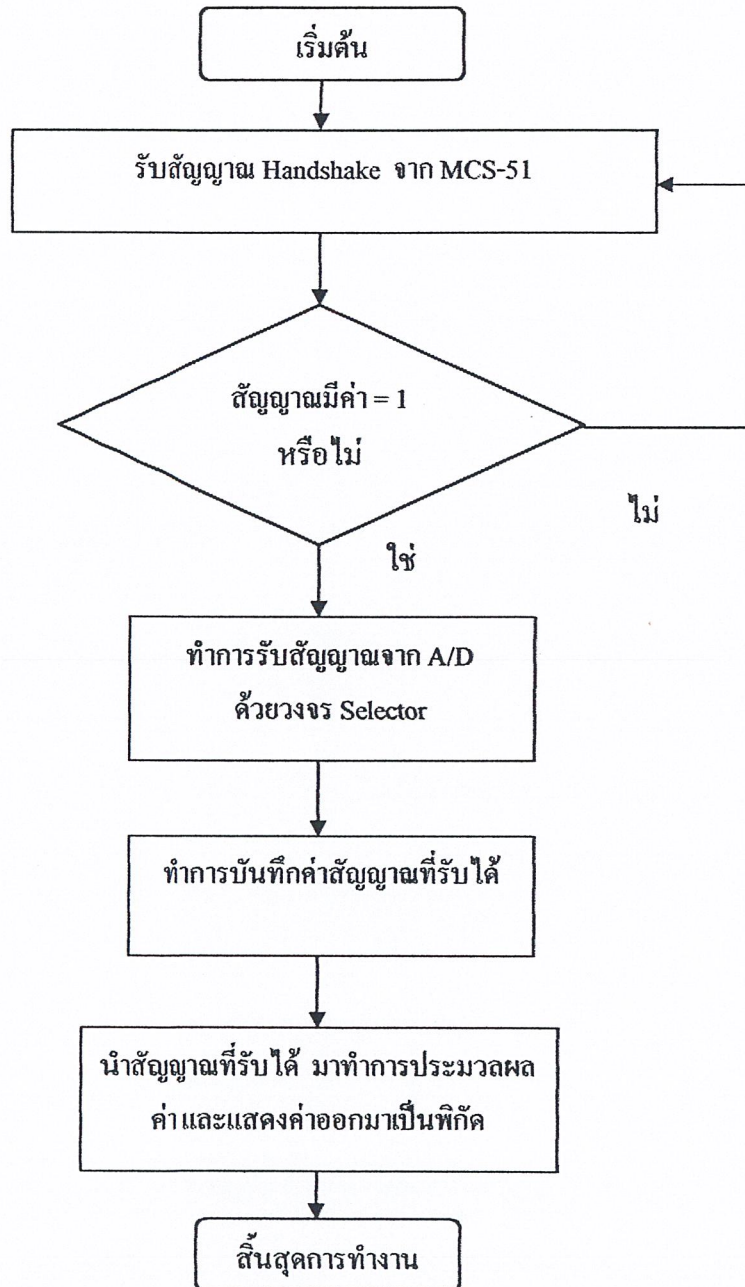 เริ่มต้น
รับสัญญาณ Handshake จาก MCS-51
สัญญาณมีค่า = 1
หรือไม่
ไม่
ใช่
ทำการรับสัญญาณจาก A/D
ด้วยวงจร Selector
ทำการบันทึกค่าสัญญาณที่รับได้
นำสัญญาณที่รับได้ มาทำการประมวลผล
ค่าและแสดงค่าออกมาเป็นพิกัด
สิ้นสุดการทำงาน